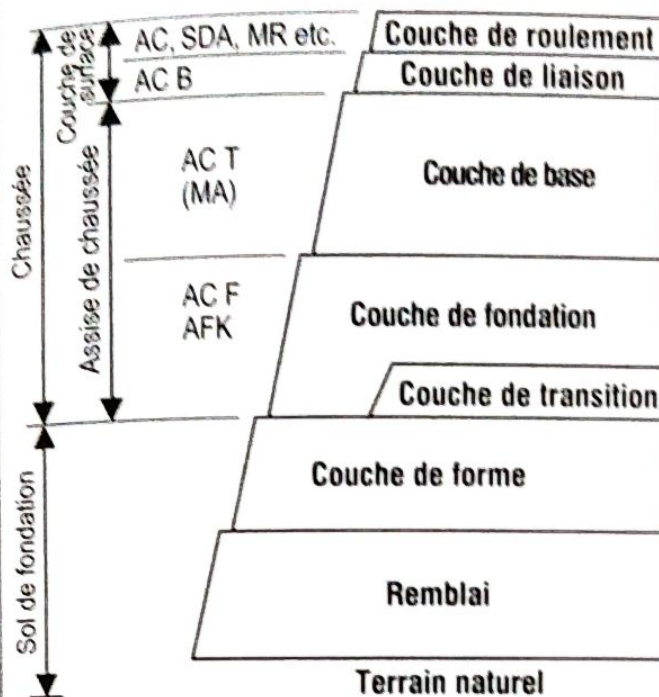 Chaussée
Sol de fondation
Couche de
surface
Assise de chaussée
AC, SDA, MR etc.
Couche de roulement
AC B
Couche de liaison
AC T
(MA)
Couche de base
AC F
AFK
Couche de fondation
Couche de transition
Couche de forme
Remblai
Terrain naturel